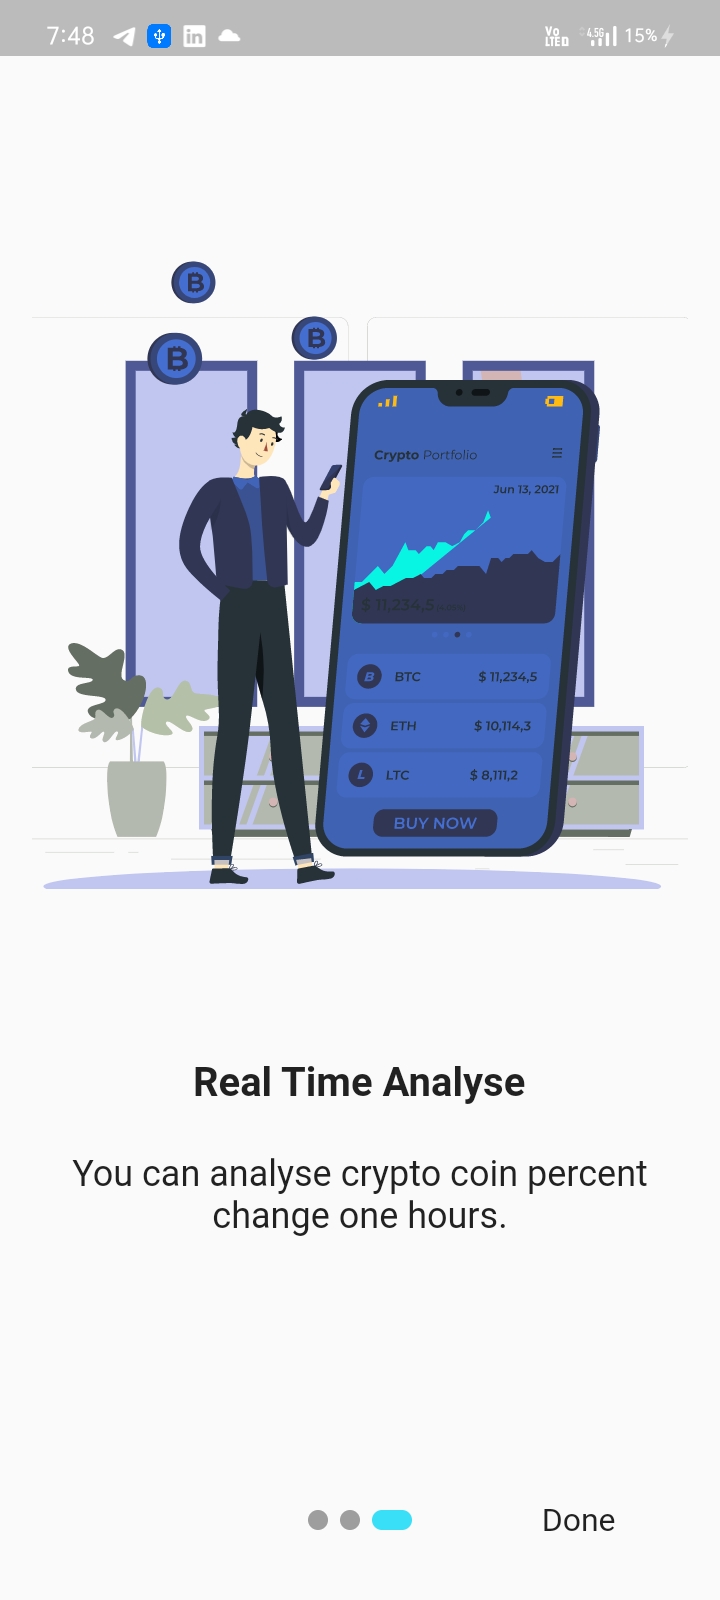 7:48
Vo
LTE D
4.5G
15%
B
B
B
Crypto Portfolio
Jun 13, 2021
$ 11,234,5
B BTC $ 11,234,5
ETH $ 10,114,3
L LTC $ 8,111,2
BUY NOW
Real Time Analyse
You can analyse crypto coin percent
change one hours.
Done